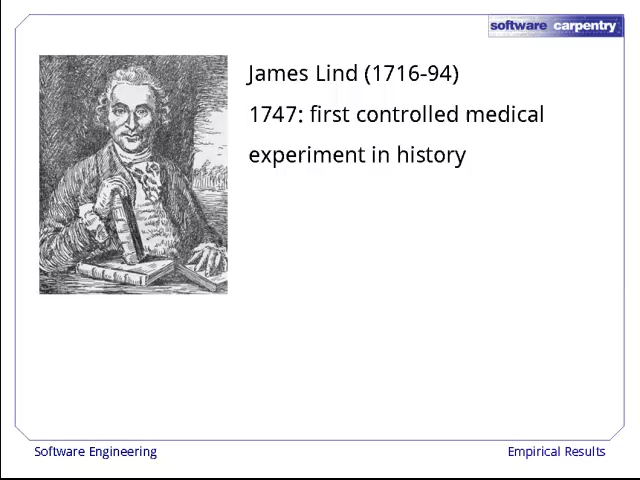 software carpentry
James Lind (1716-94)
1747: first controlled medical
experiment in history
Software Engineering
Empirical Results